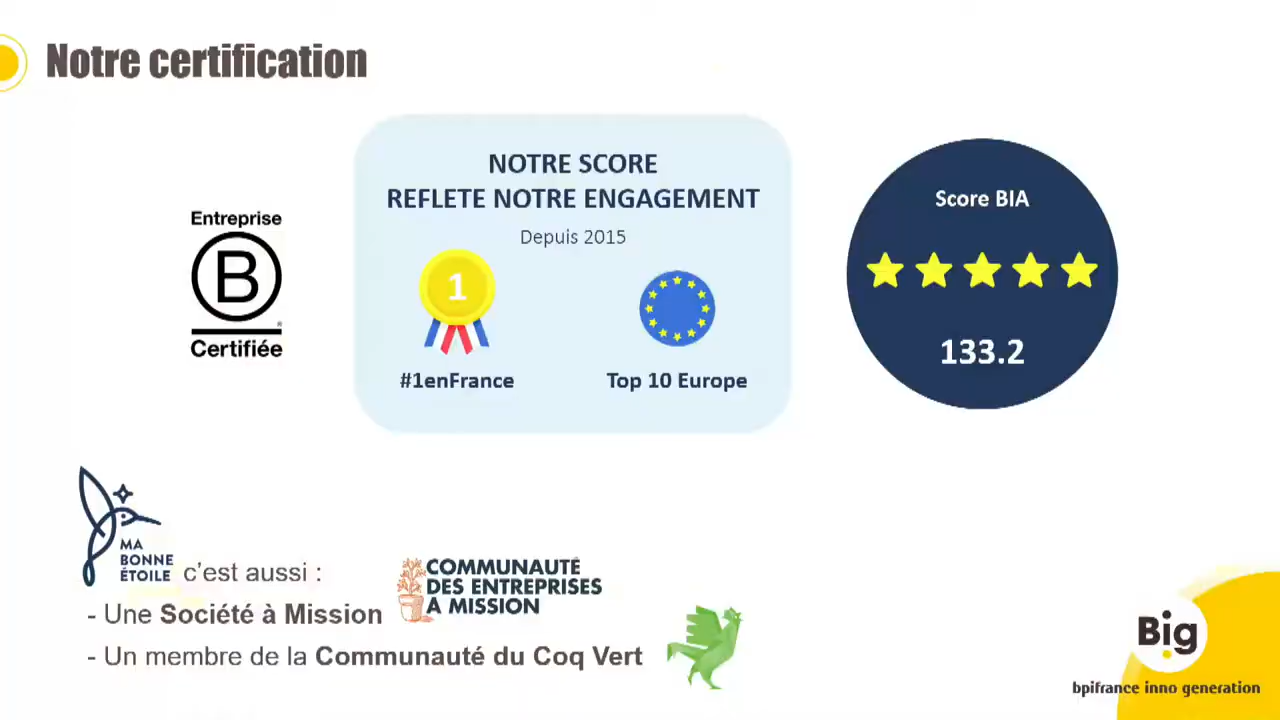 Notre certification
Entreprise
B
®
Certifiée
NOTRE SCORE
REFLETE NOTRE ENGAGEMENT
Depuis 2015
1
#1enFrance
Top 10 Europe
Score BIA
133.2
MA
BONNE
ÉTOILE
c'est aussi :
COMMUNAUTÉ
DES ENTREPRISES
À MISSION
- Une Société à Mission
- Un membre de la Communauté du Coq Vert
Big
bpifrance inno generation